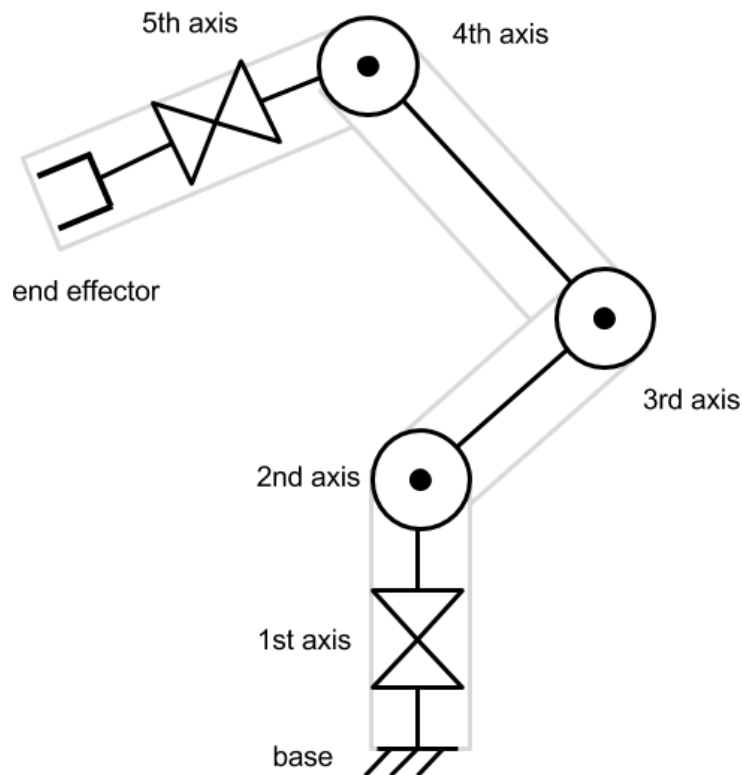 5th axis
4th axis
end effector
3rd axis
2nd axis
1st axis
base